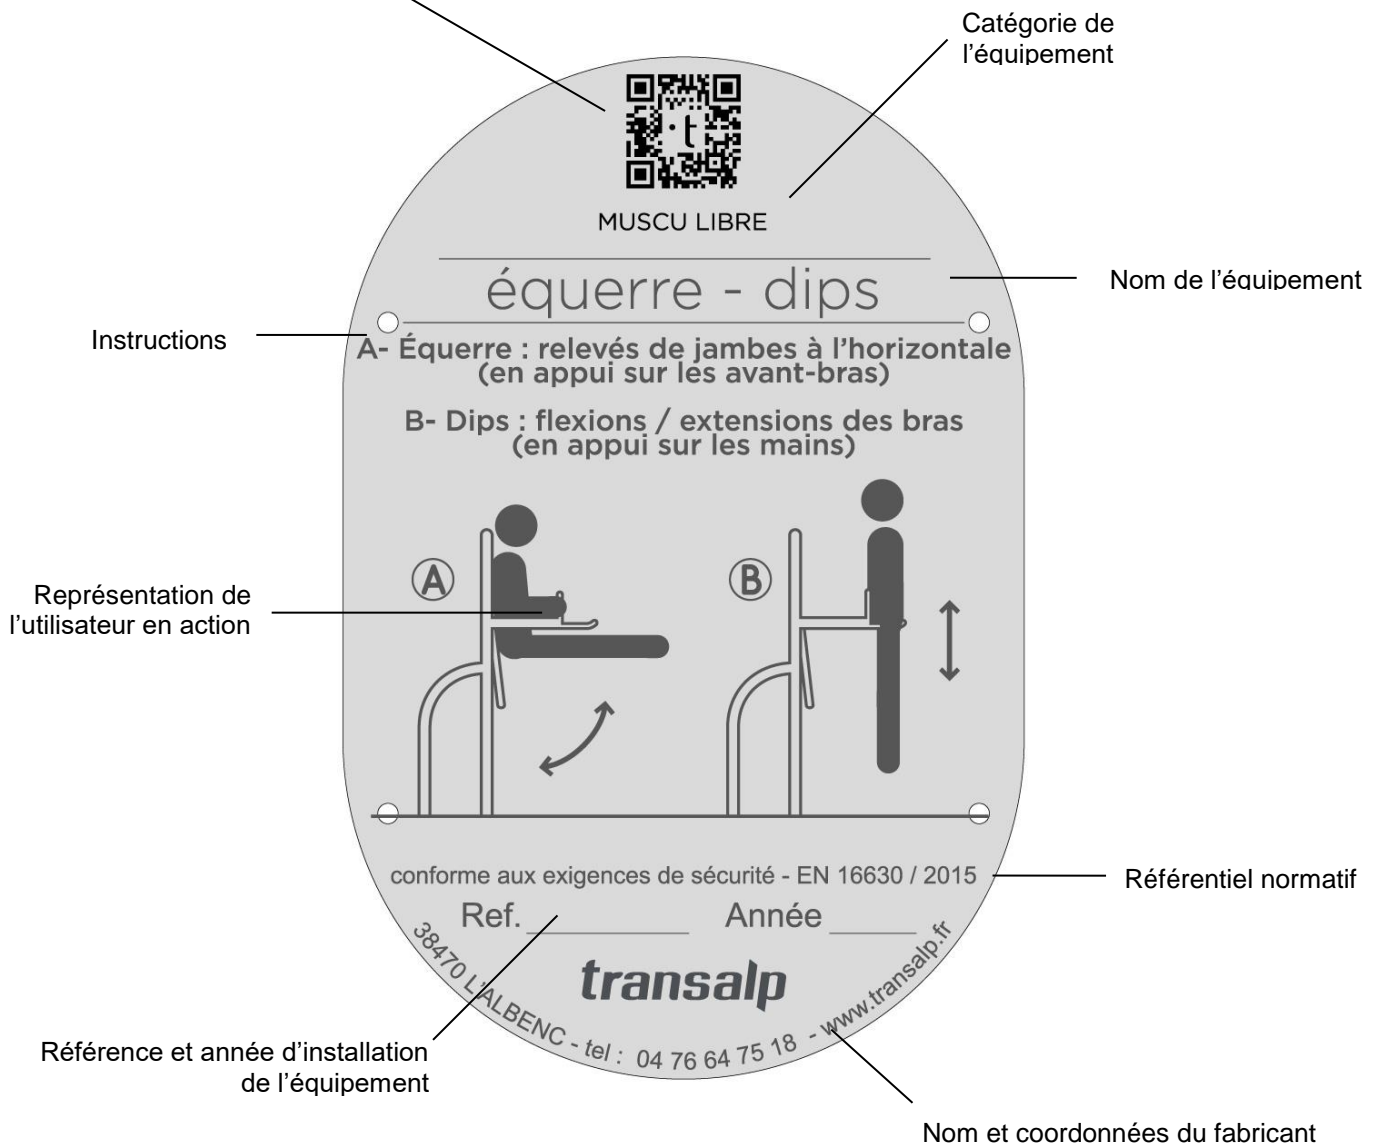 Catégorie de
l'équipement
t
MUSCU LIBRE
équerre - dips
Nom de l'équipement
Instructions
A- Équerre : relevés de jambes à l'horizontale
(en appui sur les avant-bras)
B- Dips : flexions / extensions des bras
(en appui sur les mains)
A
B
Représentation de
l'utilisateur en action
conforme aux exigences de sécurité - EN 16630 / 2015
Référentiel normatif
Ref. Année
transalp
38470 L'ALBENC - tel : 04 76 64 75 18 - www.transalp.fr
Référence et année d'installation
de l'équipement
Nom et coordonnées du fabricant